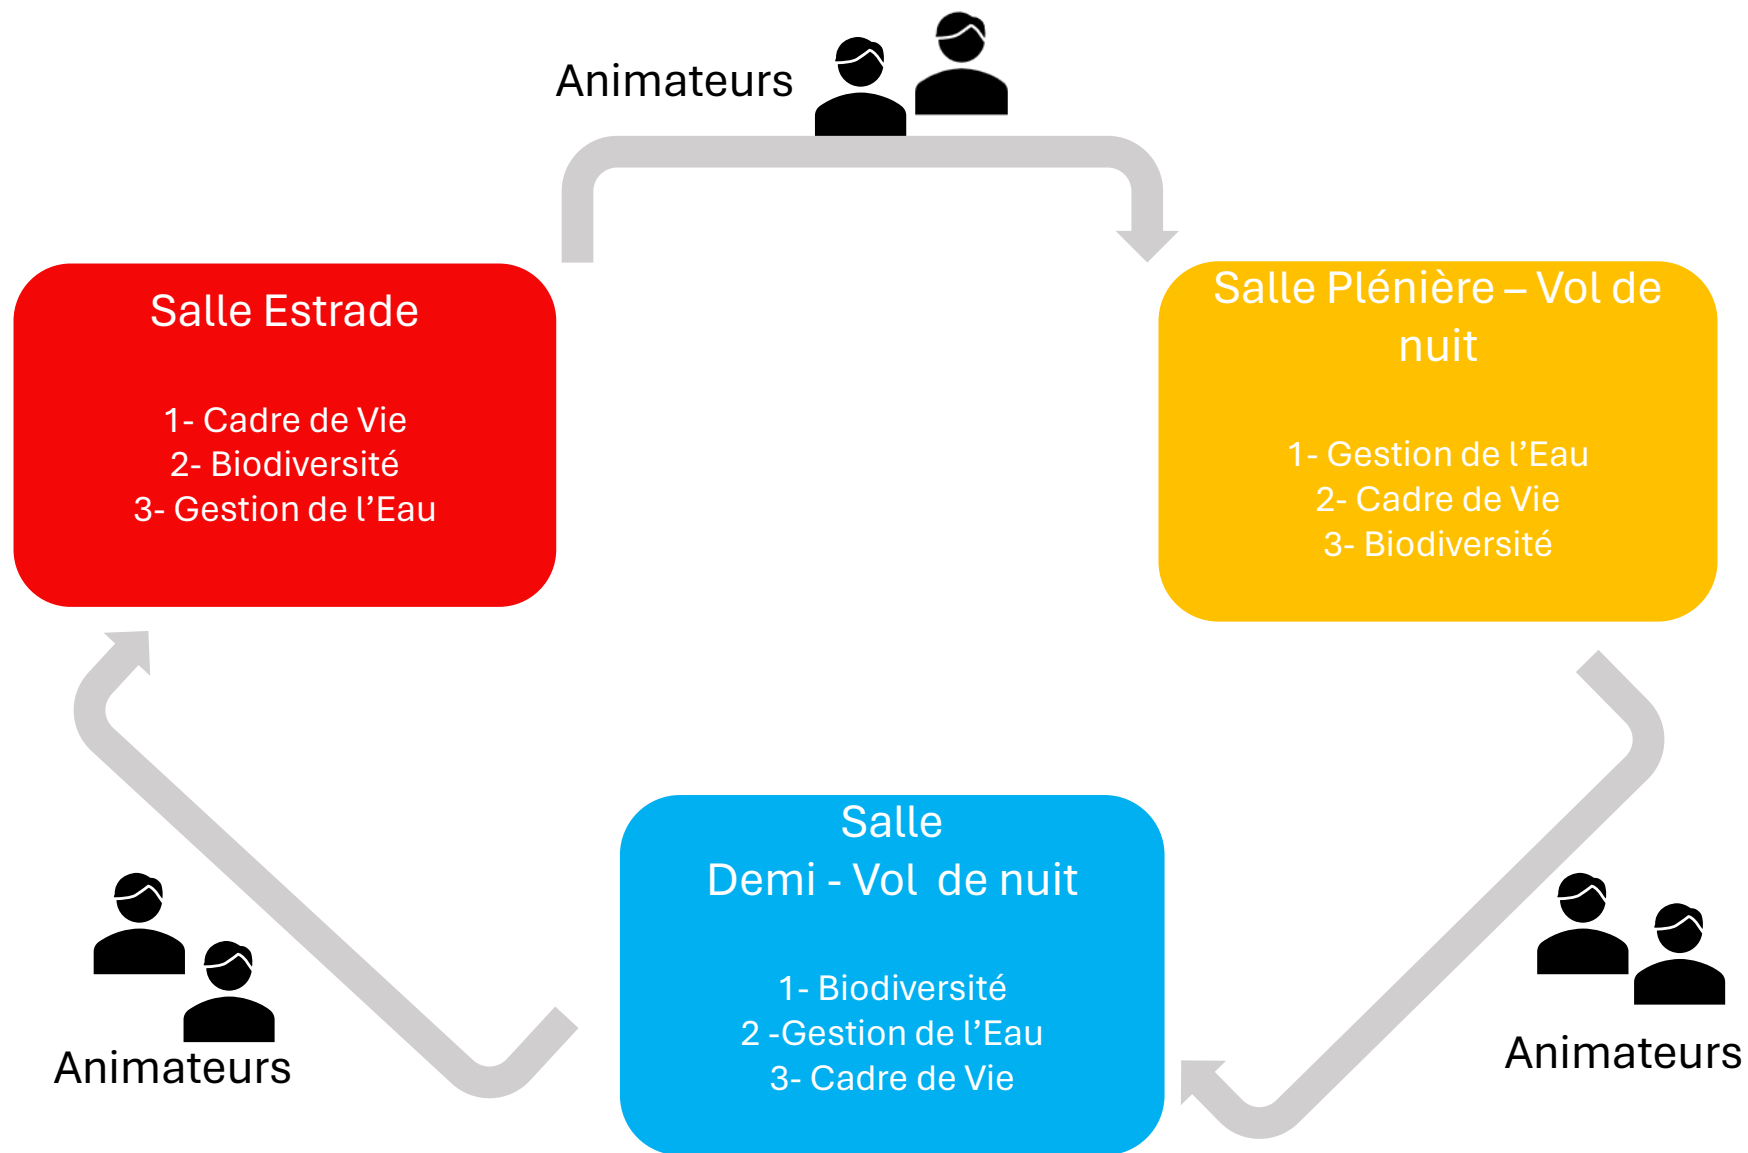 Animateurs
Salle Estrade
1- Cadre de Vie
2- Biodiversité
3- Gestion de l’Eau
Salle Plénière – Vol de
nuit
1- Gestion de l’Eau
2- Cadre de Vie
3- Biodiversité
Salle
Demi - Vol  de nuit
1- Biodiversité
2 -Gestion de l’Eau
3- Cadre de Vie
Animateurs
Animateurs